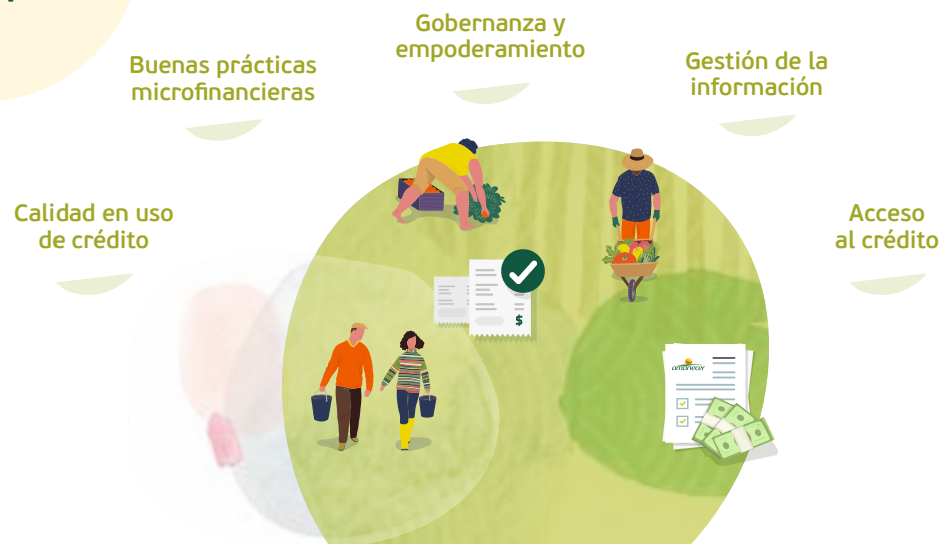 Gobernanza y
empoderamiento
Buenas prácticas
microfinancieras
Gestión de la
información
Calidad en uso
de crédito
Acceso
al crédito
$
amanecer